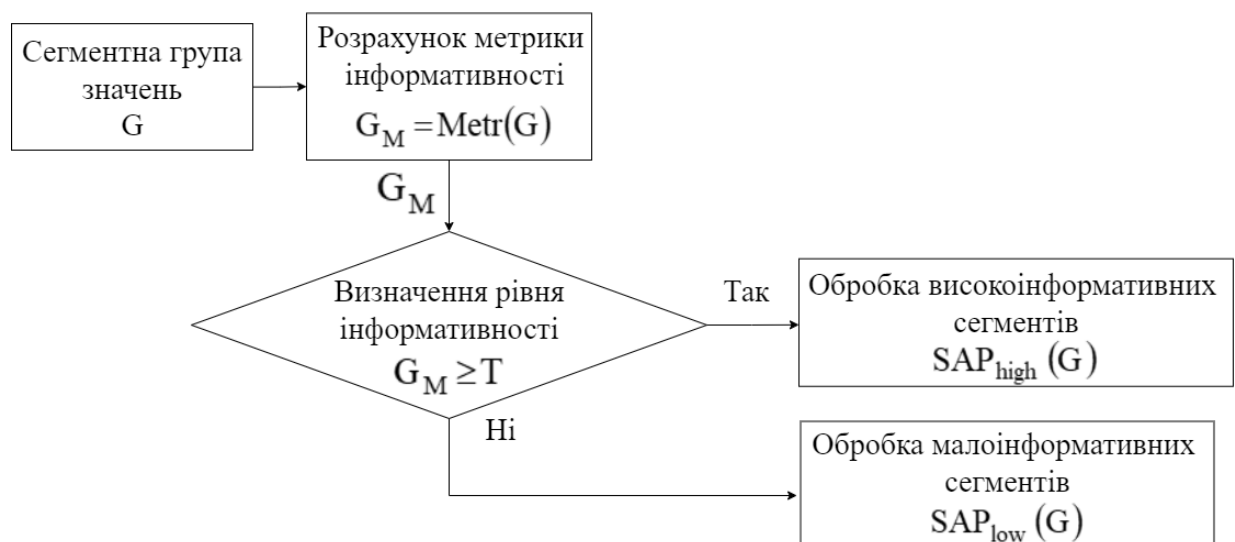 Сегментна група
значень
G
Розрахунок метрики
інформативності
G_M = Metr(G)
G_M
Визначення рівня
інформативності
G_M ≥ T
Так
Обробка високоінформативних
сегментів
SAP_high (G)
Ні
Обробка малоінформативних
сегментів
SAP_low (G)